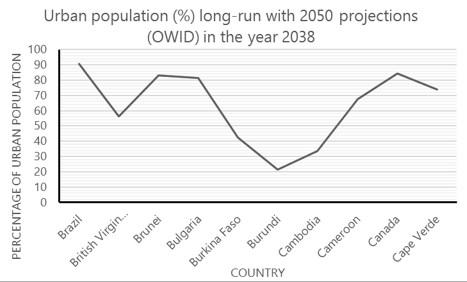 Urban population (%) long-run with 2050 projections
(OWID) in the year 2038
PERCENTAGE OF URBAN POPULATION
100
90
80
70
60
50
40
30
20
10
0
Brazil
British Virgin...
Brunei
Bulgaria
Burkina Faso
Burundi
Cambodia
Cameroon
Canada
Cape Verde
COUNTRY